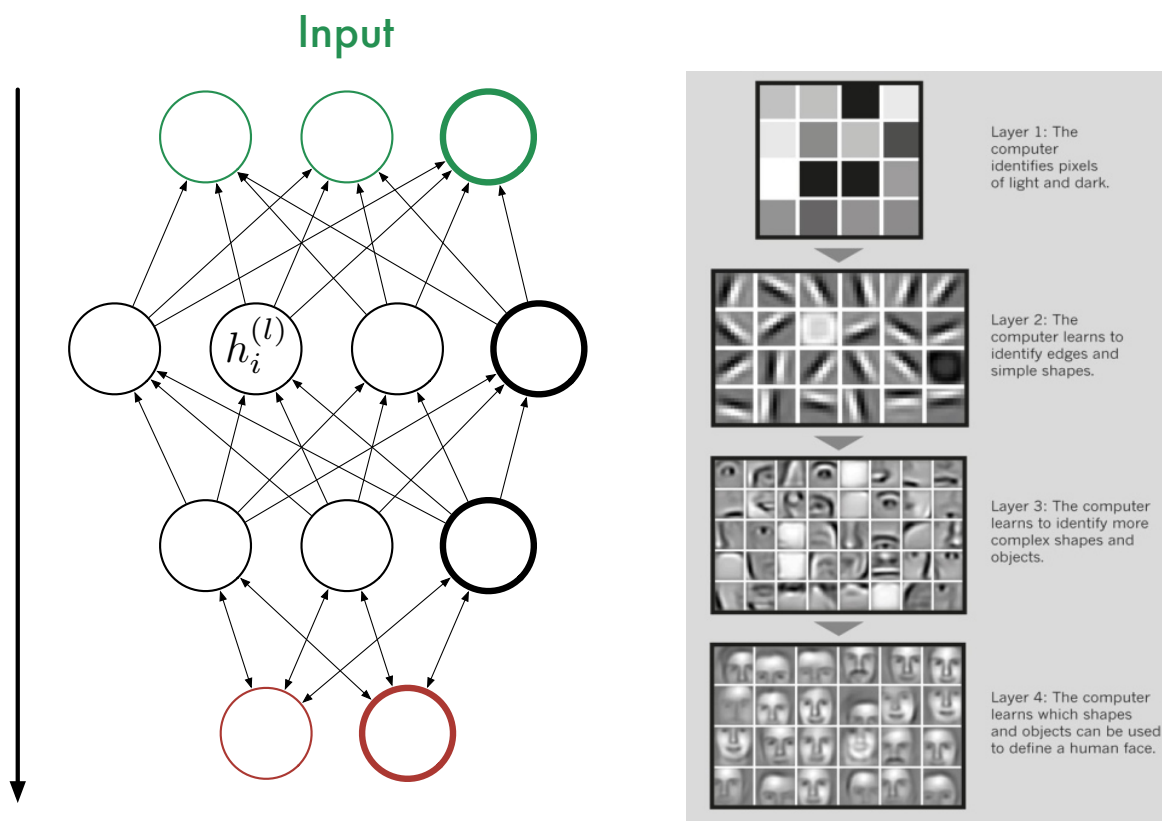 Input
h_i^{(l)}
Layer 1: The
computer
identifies pixels
of light and dark.
Layer 2: The
computer learns to
identify edges and
simple shapes.
Layer 3: The computer
learns to identify more
complex shapes and
objects.
Layer 4: The computer
learns which shapes
and objects can be used
to define a human face.